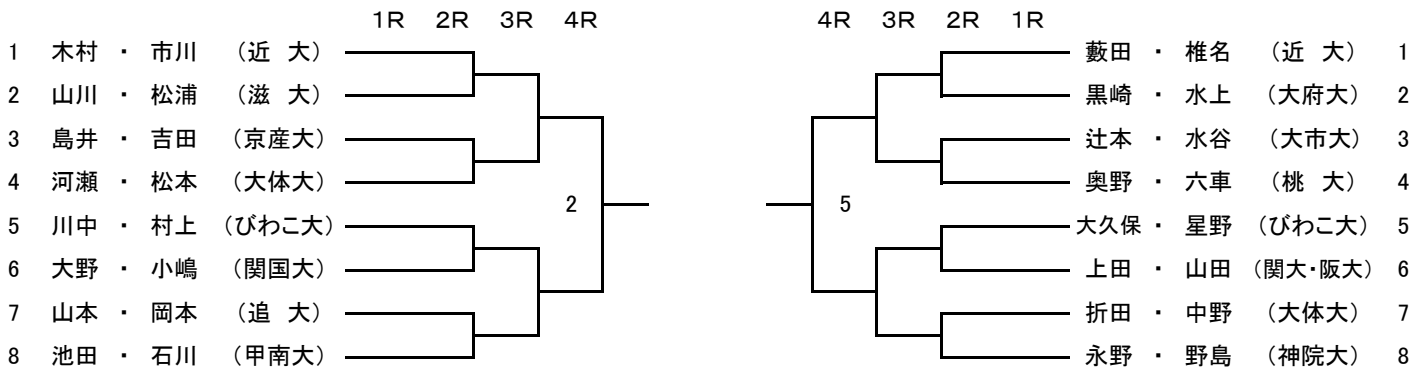 1R 2R 3R 4R 4R 3R 2R 1R
1 木村 ・ 市川 （近 大） 藪田 ・ 椎名 （近 大） 1
2 山川 ・ 松浦 （滋 大） 黒崎 ・ 水上 （大府大） 2
3 島井 ・ 吉田 （京産大） 辻本 ・ 水谷 （大市大） 3
4 河瀬 ・ 松本 （大体大） 奥野 ・ 六車 （桃 大） 4
2 5
5 川中 ・ 村上 （びわこ大） 大久保 ・ 星野 （びわこ大） 5
6 大野 ・ 小嶋 （関国大） 上田 ・ 山田 （関大・阪大） 6
7 山本 ・ 岡本 （追 大） 折田 ・ 中野 （大体大） 7
8 池田 ・ 石川 （甲南大） 永野 ・ 野島 （神院大） 8